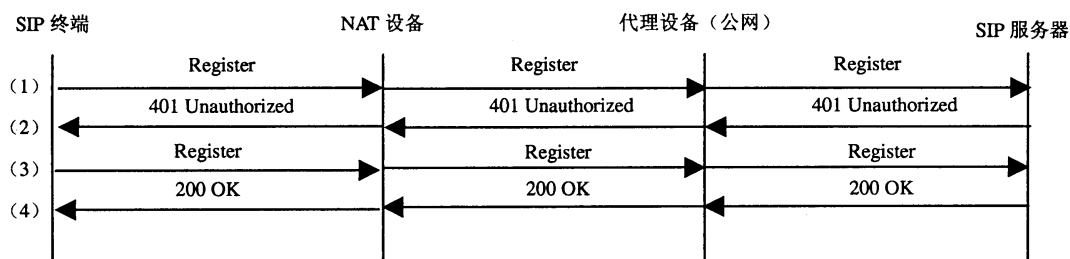 SIP 终端 NAT 设备 代理设备（公网） SIP 服务器
（1） Register Register Register
（2） 401 Unauthorized 401 Unauthorized 401 Unauthorized
（3） Register Register Register
（4） 200 OK 200 OK 200 OK